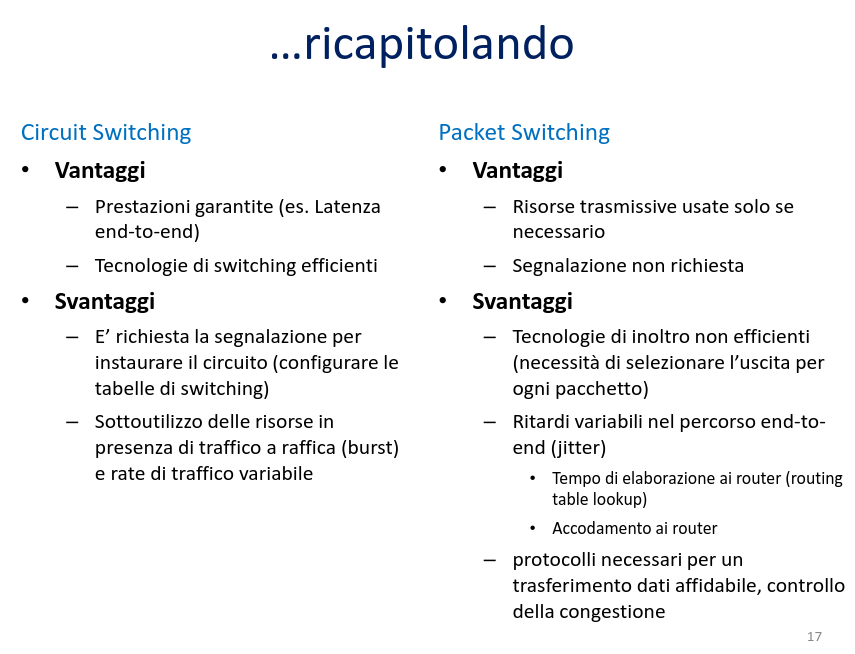 ...ricapitolando
Circuit Switching
• Vantaggi
– Prestazioni garantite (es. Latenza
end-to-end)
– Tecnologie di switching efficienti
• Svantaggi
– E’ richiesta la segnalazione per
instaurare il circuito (configurare le
tabelle di switching)
– Sottoutilizzo delle risorse in
presenza di traffico a raffica (burst)
e rate di traffico variabile
Packet Switching
• Vantaggi
– Risorse trasmissive usate solo se
necessario
– Segnalazione non richiesta
• Svantaggi
– Tecnologie di inoltro non efficienti
(necessità di selezionare l’uscita per
ogni pacchetto)
– Ritardi variabili nel percorso end-to-
end (jitter)
• Tempo di elaborazione ai router (routing
table lookup)
• Accodamento ai router
– protocolli necessari per un
trasferimento dati affidabile, controllo
della congestione
17